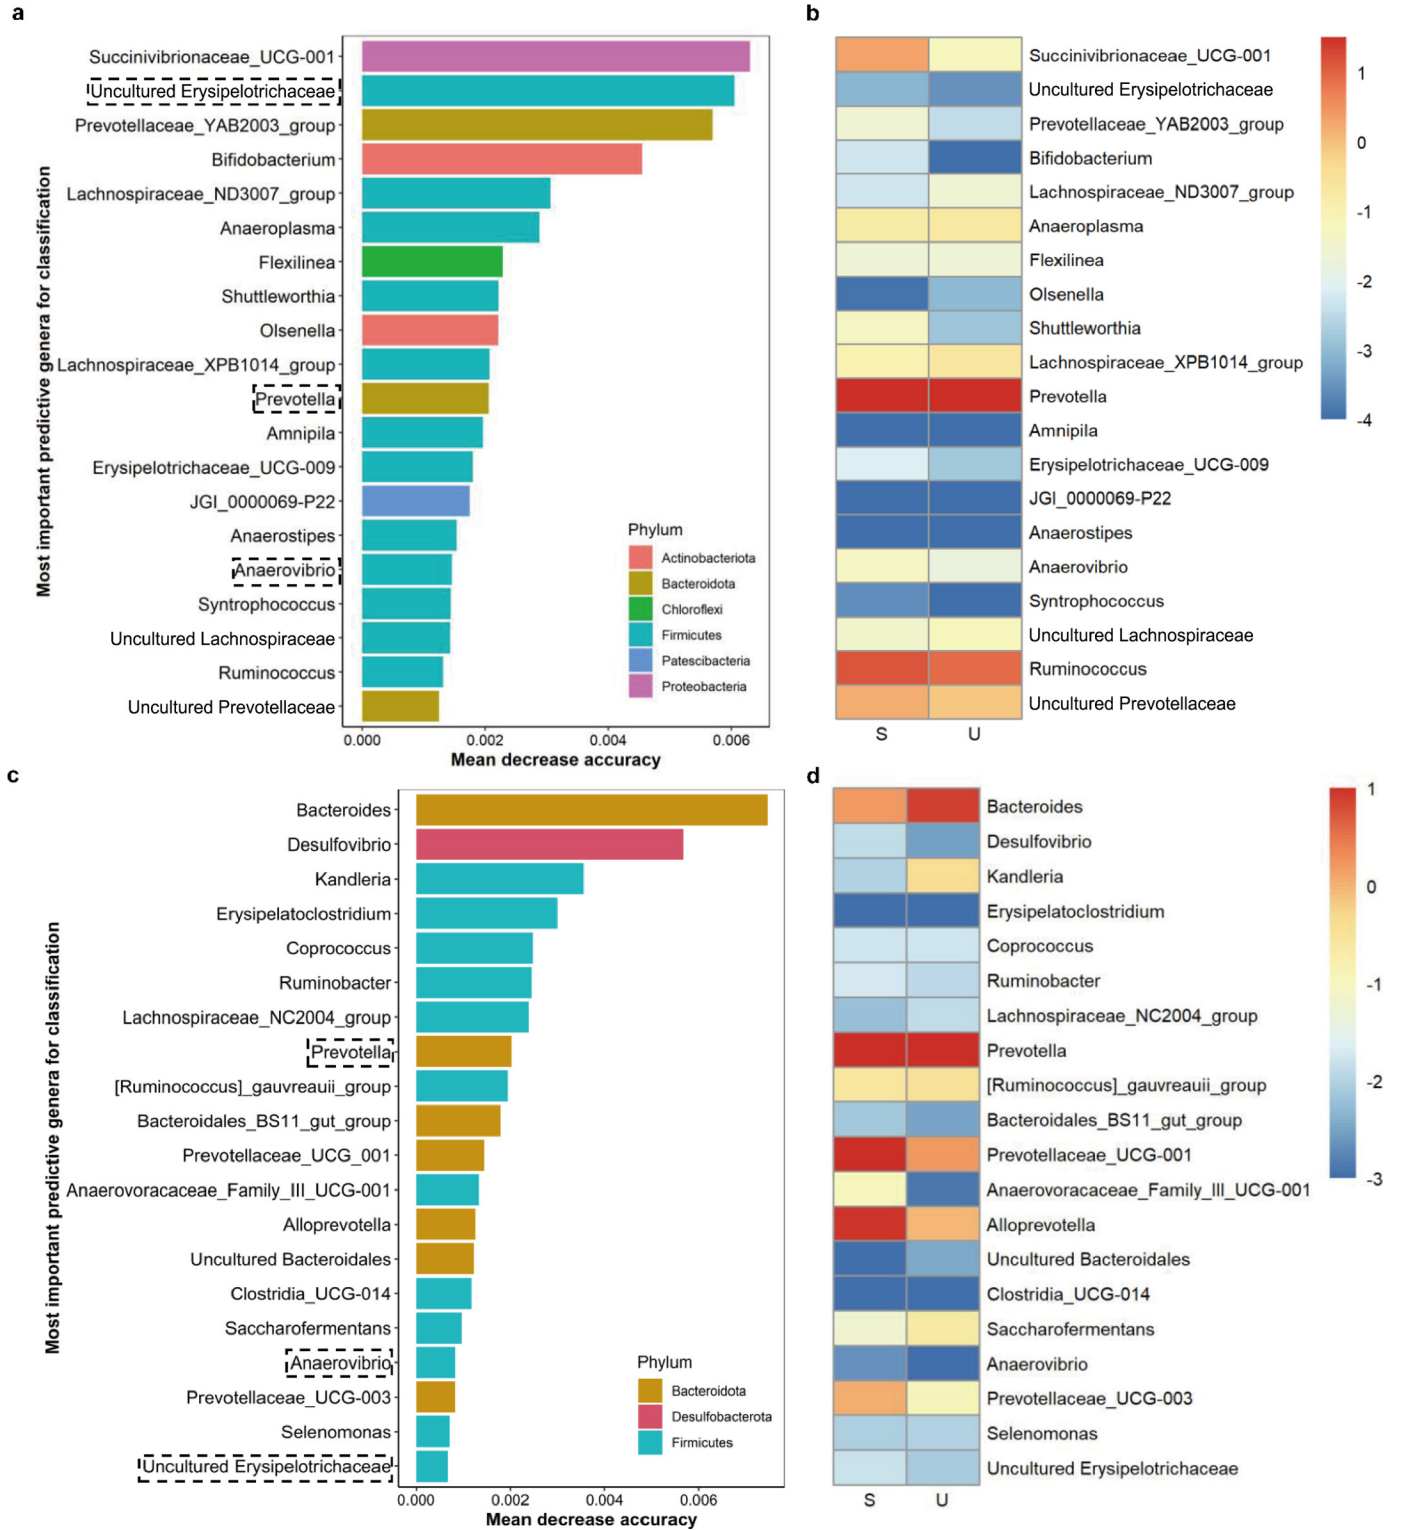 a
Most important predictive genera for classification
Succinivibrionaceae_UCG-001
Uncultured Erysipelotrichaceae
Prevotellaceae_YAB2003_group
Bifidobacterium
Lachnospiraceae_ND3007_group
Anaeroplasma
Flexilinea
Shuttleworthia
Olsenella
Lachnospiraceae_XPB1014_group
Prevotella
Amnipila
Erysipelotrichaceae_UCG-009
JGI_0000069-P22
Anaerostipes
Anaerovibrio
Syntrophococcus
Uncultured Lachnospiraceae
Ruminococcus
Uncultured Prevotellaceae
Phylum
Actinobacteriota
Bacteroidota
Chloroflexi
Firmicutes
Patescibacteria
Proteobacteria
0.000 0.002 0.004 0.006
Mean decrease accuracy
b
Succinivibrionaceae_UCG-001
Uncultured Erysipelotrichaceae
Prevotellaceae_YAB2003_group
Bifidobacterium
Lachnospiraceae_ND3007_group
Anaeroplasma
Flexilinea
Olsenella
Shuttleworthia
Lachnospiraceae_XPB1014_group
Prevotella
Amnipila
Erysipelotrichaceae_UCG-009
JGI_0000069-P22
Anaerostipes
Anaerovibrio
Syntrophococcus
Uncultured Lachnospiraceae
Ruminococcus
Uncultured Prevotellaceae
S U
1
0
-1
-2
-3
-4
c
Most important predictive genera for classification
Bacteroides
Desulfovibrio
Kandleria
Erysipelatoclostridium
Coprococcus
Ruminobacter
Lachnospiraceae_NC2004_group
Prevotella
[Ruminococcus]_gauvreauii_group
Bacteroidales_BS11_gut_group
Prevotellaceae_UCG_001
Anaerovoracaceae_Family_III_UCG-001
Alloprevotella
Uncultured Bacteroidales
Clostridia_UCG-014
Saccharofermentans
Anaerovibrio
Prevotellaceae_UCG-003
Selenomonas
Uncultured Erysipelotrichaceae
Phylum
Bacteroidota
Desulfobacterota
Firmicutes
0.000 0.002 0.004 0.006
Mean decrease accuracy
d
Bacteroides
Desulfovibrio
Kandleria
Erysipelatoclostridium
Coprococcus
Ruminobacter
Lachnospiraceae_NC2004_group
Prevotella
[Ruminococcus]_gauvreauii_group
Bacteroidales_BS11_gut_group
Prevotellaceae_UCG-001
Anaerovoracaceae_Family_III_UCG-001
Alloprevotella
Uncultured Bacteroidales
Clostridia_UCG-014
Saccharofermentans
Anaerovibrio
Prevotellaceae_UCG-003
Selenomonas
Uncultured Erysipelotrichaceae
S U
1
0
-1
-2
-3